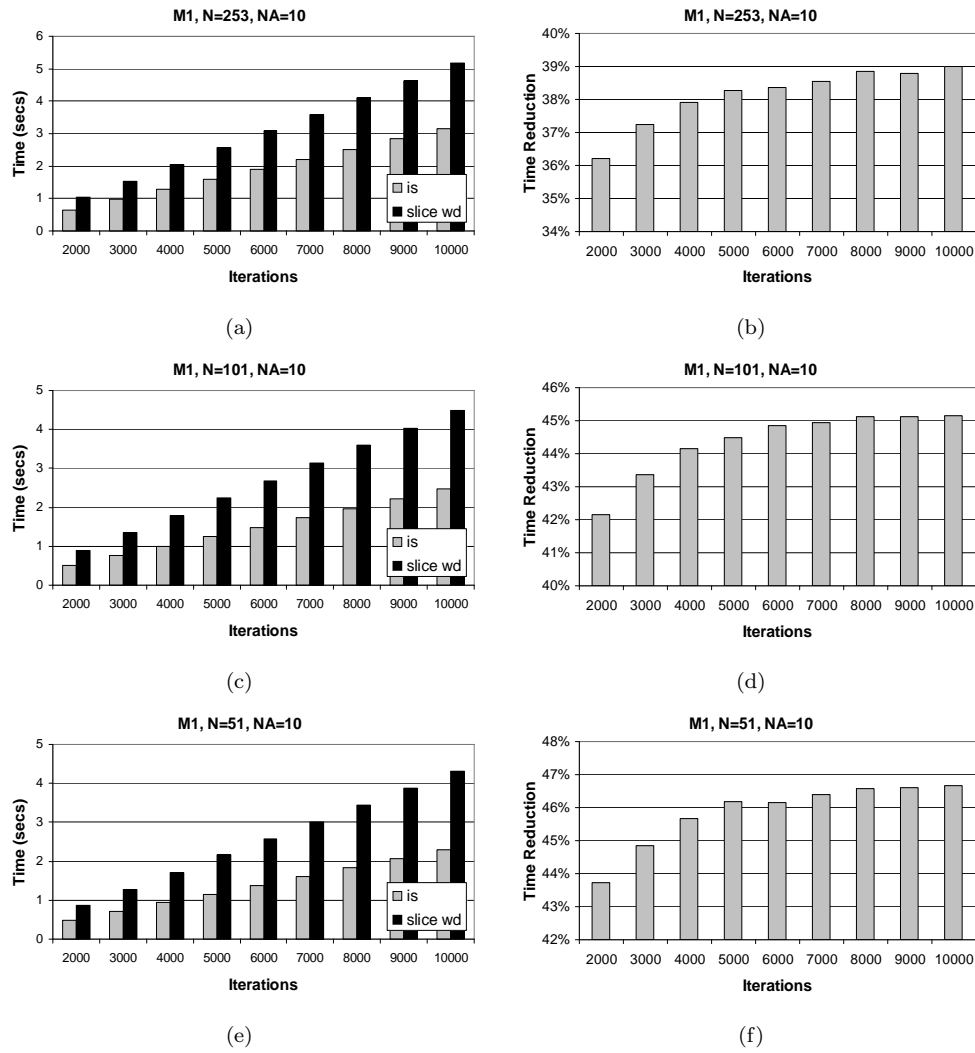 M1, N=253, NA=10
6
5
4
3
2
1
0
Time (secs)
2000 3000 4000 5000 6000 7000 8000 9000 10000
Iterations
is
slice wd
(a)
M1, N=253, NA=10
40%
39%
38%
37%
36%
35%
34%
Time Reduction
2000 3000 4000 5000 6000 7000 8000 9000 10000
Iterations
(b)
M1, N=101, NA=10
5
4
3
2
1
0
Time (secs)
2000 3000 4000 5000 6000 7000 8000 9000 10000
Iterations
is
slice wd
(c)
M1, N=101, NA=10
46%
45%
44%
43%
42%
41%
40%
Time Reduction
2000 3000 4000 5000 6000 7000 8000 9000 10000
Iterations
(d)
M1, N=51, NA=10
5
4
3
2
1
0
Time (secs)
2000 3000 4000 5000 6000 7000 8000 9000 10000
Iterations
is
slice wd
(e)
M1, N=51, NA=10
48%
47%
46%
45%
44%
43%
42%
Time Reduction
2000 3000 4000 5000 6000 7000 8000 9000 10000
Iterations
(f)